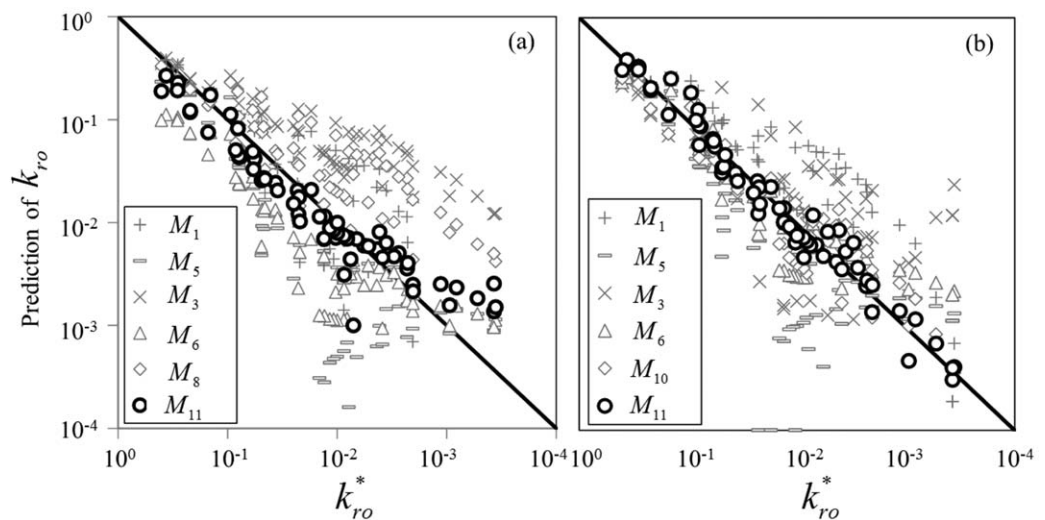 (a)
Prediction of k_ro
10^0
10^-1
10^-2
10^-3
10^-4
M_1
M_5
M_3
M_6
M_8
M_11
10^0 10^-1 10^-2 10^-3 10^-4
k_ro^*
(b)
M_1
M_5
M_3
M_6
M_10
M_11
10^0 10^-1 10^-2 10^-3 10^-4
k_ro^*